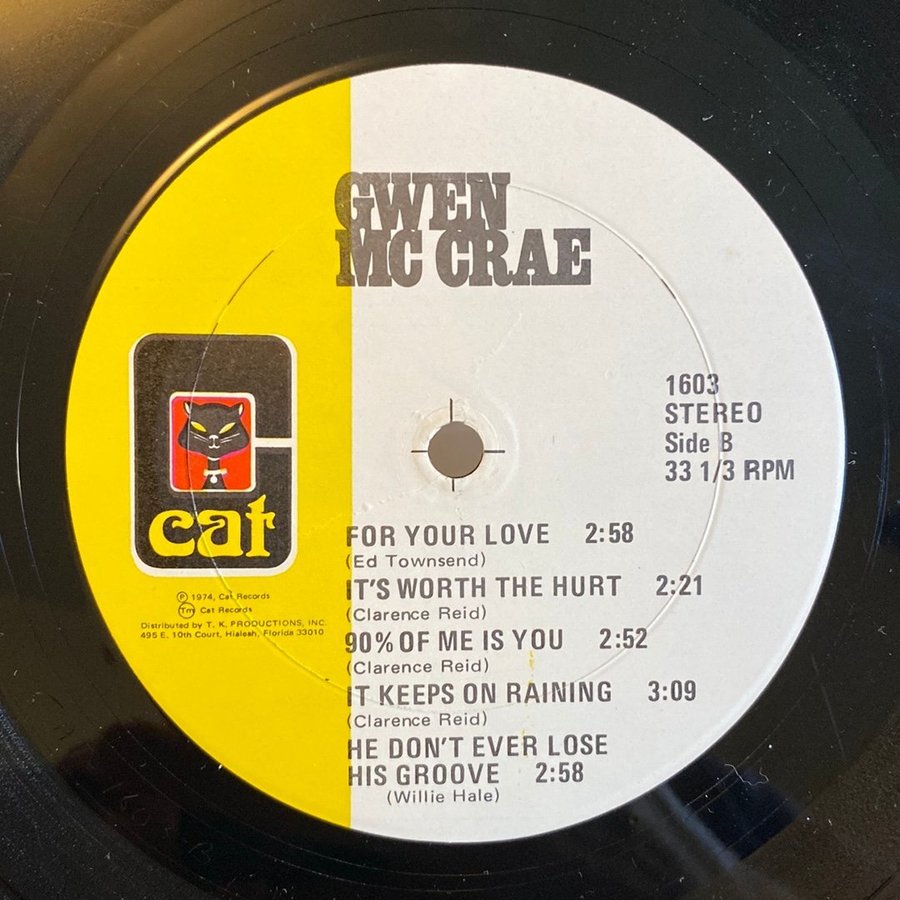 GWEN
MC CRAE
1603
STEREO
Side B
33 1/3 RPM
cat
℗ 1974, Cat Records
Tm Cat Records
Distributed by T. K. PRODUCTIONS, INC.
495 E. 10th Court, Hialeah, Florida 33010
FOR YOUR LOVE 2:58
(Ed Townsend)
IT'S WORTH THE HURT 2:21
(Clarence Reid)
90% OF ME IS YOU 2:52
(Clarence Reid)
IT KEEPS ON RAINING 3:09
(Clarence Reid)
HE DON'T EVER LOSE
HIS GROOVE 2:58
(Willie Hale)